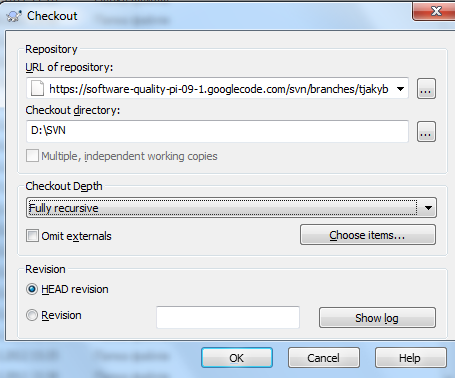 Checkout
Repository
URL of repository:
https://software-quality-pi-09-1.googlecode.com/svn/branches/tjakyb
...
Checkout directory:
D:\SVN
...
Multiple, independent working copies
Checkout Depth
Fully recursive
Omit externals
Choose items...
Revision
HEAD revision
Revision
Show log
OK
Cancel
Help